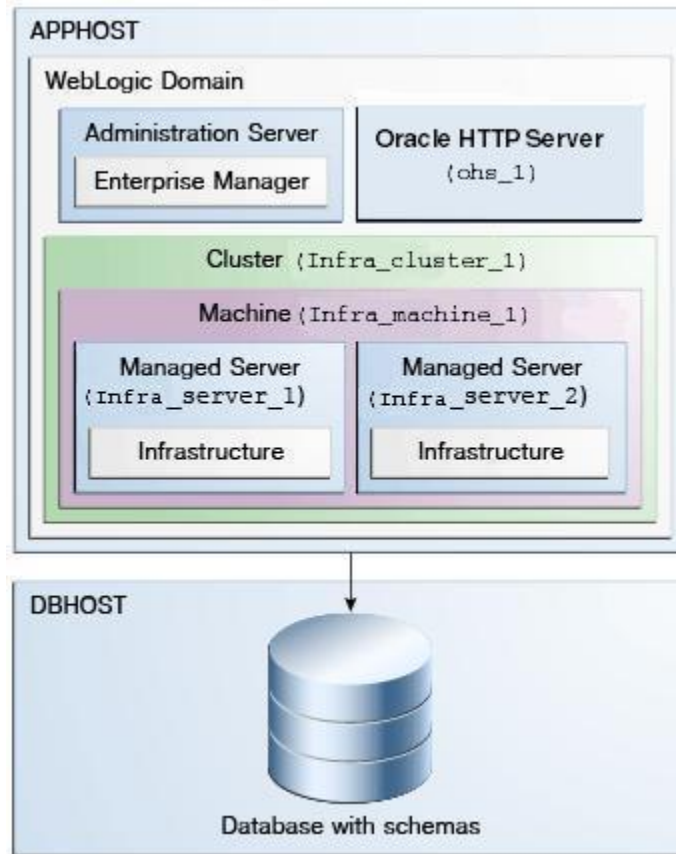 APPHOST
WebLogic Domain
Administration Server
Enterprise Manager
Oracle HTTP Server
(ohs_1)
Cluster (Infra_cluster_1)
Machine (Infra_machine_1)
Managed Server
(Infra_server_1)
Infrastructure
Managed Server
(Infra_server_2)
Infrastructure
DBHOST
Database with schemas